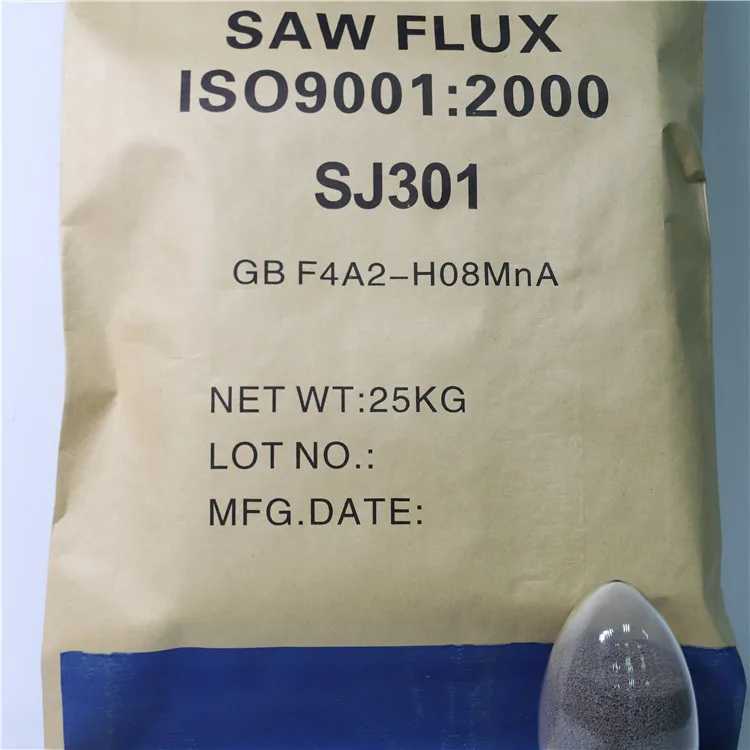 SAW FLUX
ISO9001:2000
SJ301
GB F4A2-H08MnA
NET WT:25KG
LOT NO.:
MFG.DATE: